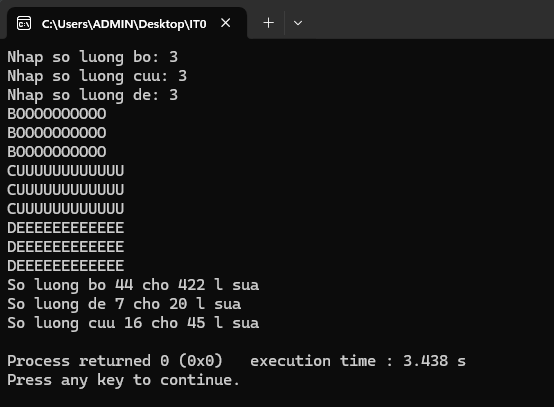 C:\Users\ADMIN\Desktop\IT0
Nhap so luong bo: 3
Nhap so luong cuu: 3
Nhap so luong de: 3
BOOOOOOOOOO
BOOOOOOOOOO
BOOOOOOOOOO
CUUUUUUUUUUUU
CUUUUUUUUUUUU
CUUUUUUUUUUUU
DEEEEEEEEEEEE
DEEEEEEEEEEEE
DEEEEEEEEEEEE
So luong bo 44 cho 422 l sua
So luong de 7 cho 20 l sua
So luong cuu 16 cho 45 l sua
Process returned 0 (0x0)   execution time : 3.438 s
Press any key to continue.